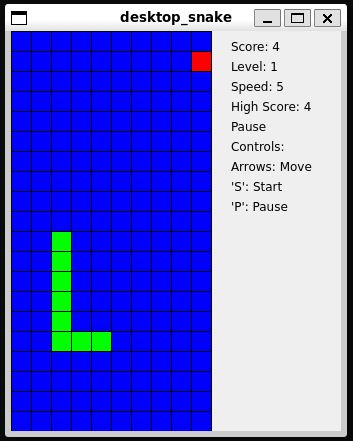 desktop_snake
Score: 4
Level: 1
Speed: 5
High Score: 4
Pause
Controls:
Arrows: Move
'S': Start
'P': Pause